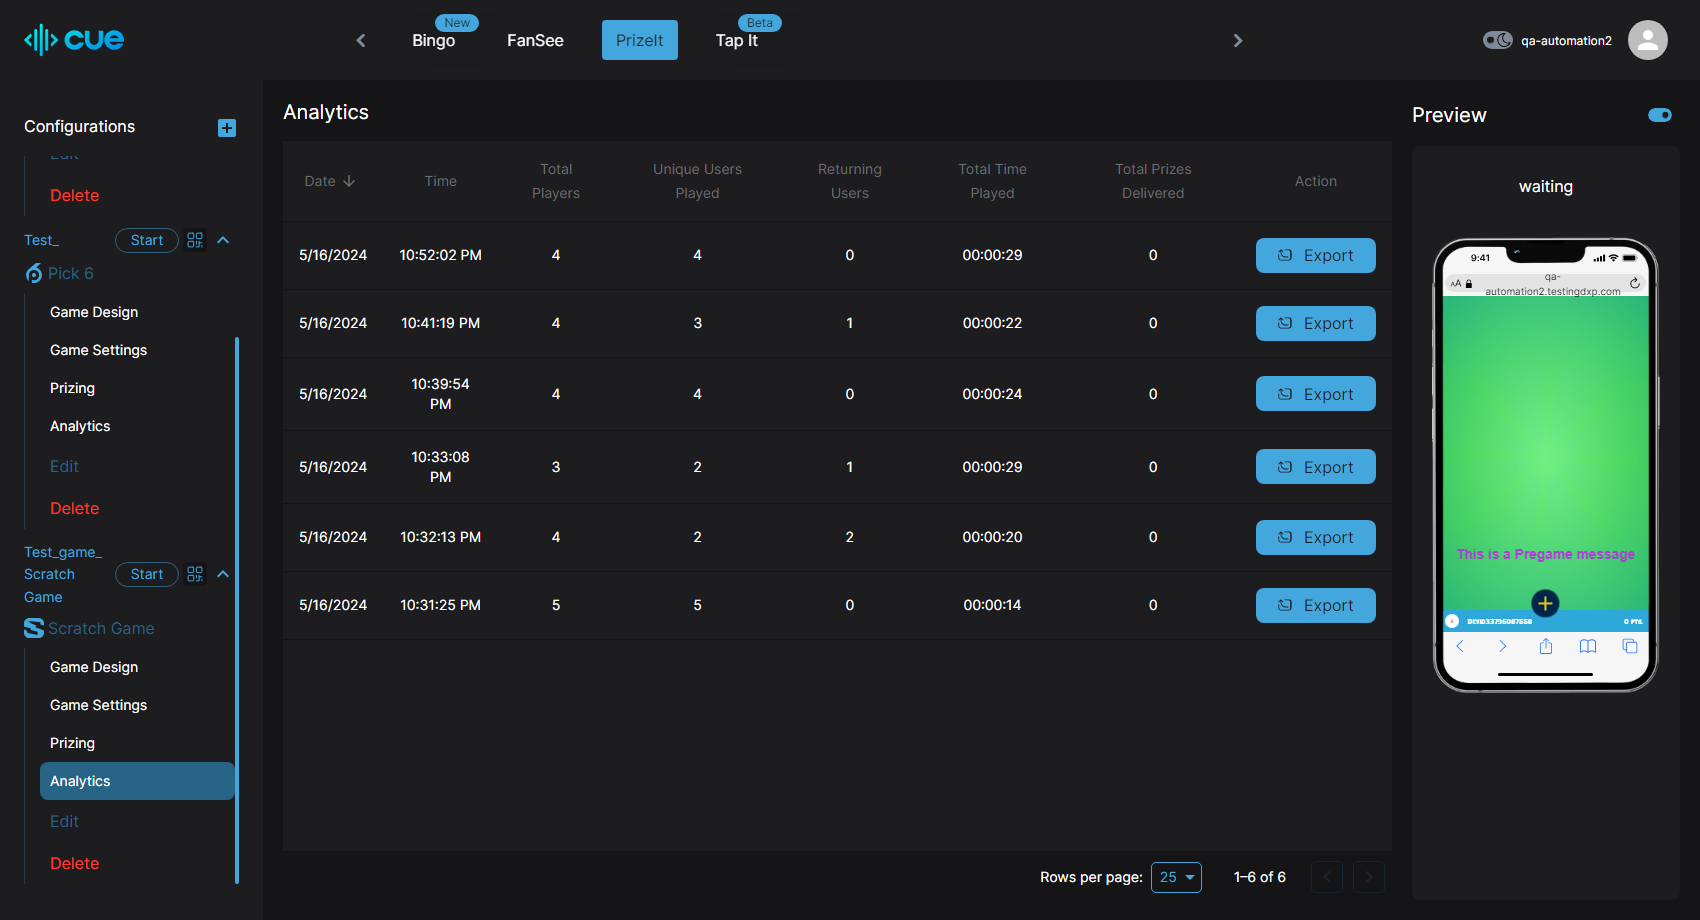 cue
New
Bingo
FanSee
PrizeIt
Beta
Tap It
qa-automation2
Configurations
Edit
Delete
Test_
Start
Pick 6
Game Design
Game Settings
Prizing
Analytics
Edit
Delete
Test_game_
Scratch
Game
Start
Scratch Game
Game Design
Game Settings
Prizing
Analytics
Edit
Delete
Analytics
Date
Time
Total
Players
Unique Users
Played
Returning
Users
Total Time
Played
Total Prizes
Delivered
Action
5/16/2024 10:52:02 PM 4 4 0 00:00:29 0 Export
5/16/2024 10:41:19 PM 4 3 1 00:00:22 0 Export
5/16/2024 10:39:54
PM 4 4 0 00:00:24 0 Export
5/16/2024 10:33:08
PM 3 2 1 00:00:29 0 Export
5/16/2024 10:32:13 PM 4 2 2 00:00:20 0 Export
5/16/2024 10:31:25 PM 5 5 0 00:00:14 0 Export
Rows per page: 25 1–6 of 6
Preview
waiting
9:41
AA
qa-
automation2.testingdxp.com
This is a Pregame message
0 PTS.